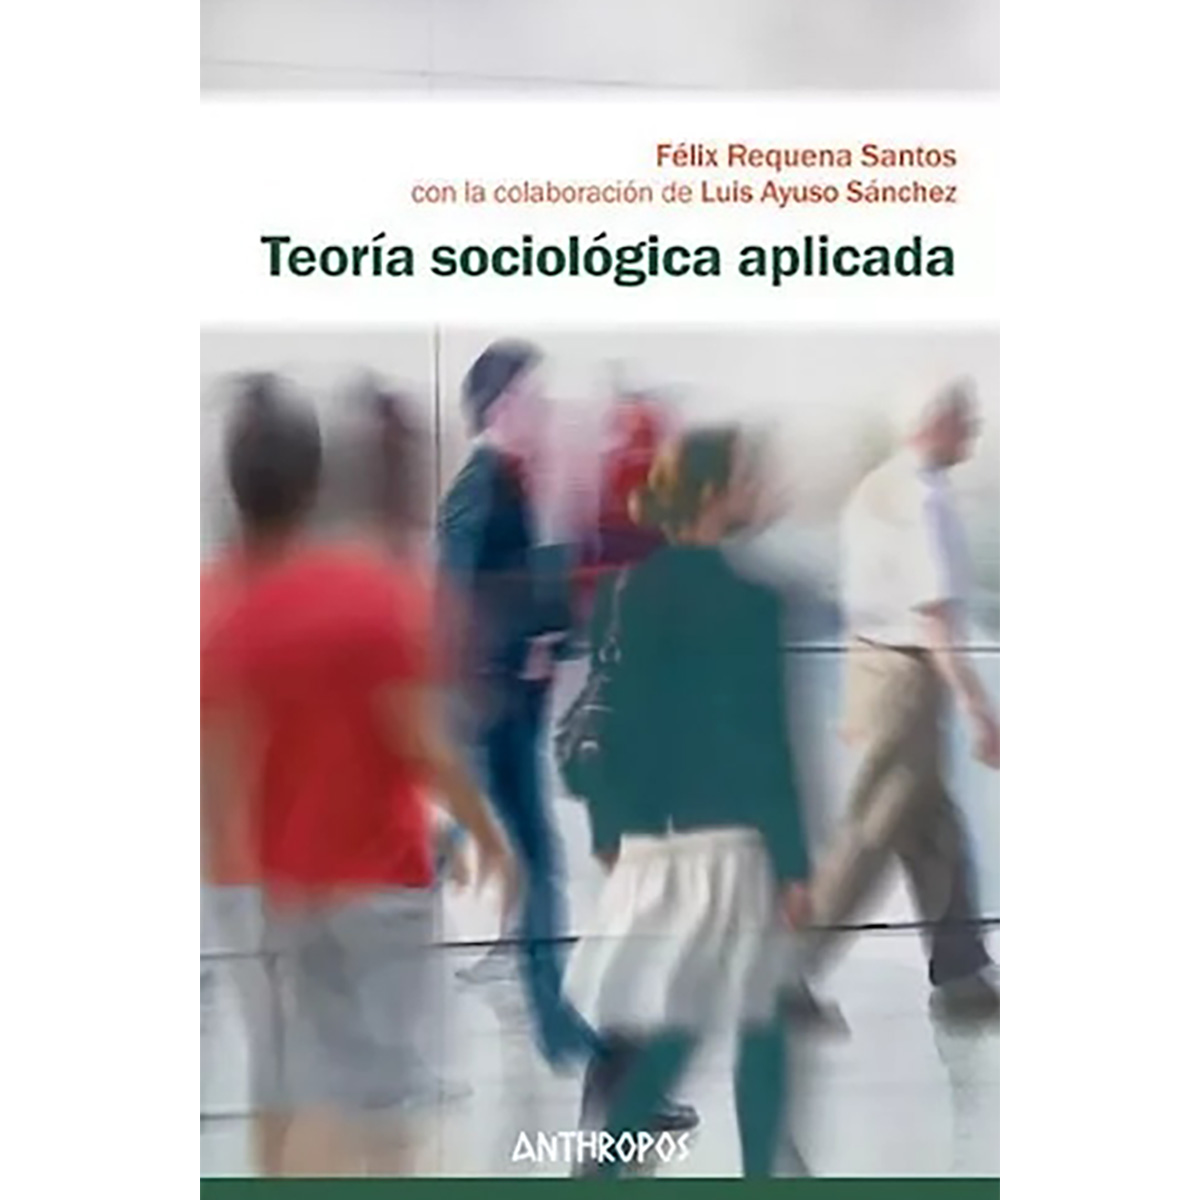 Félix Requena Santos
con la colaboración de Luis Ayuso Sánchez
Teoría sociológica aplicada
ANTHROPOS